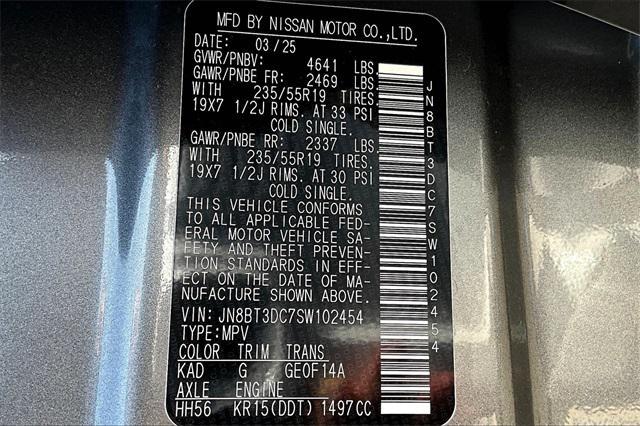 MFD BY NISSAN MOTOR CO.,LTD.
DATE: 03/25
GVWR/PNBV: 4641 LBS.
GAWR/PNBE FR: 2469 LBS.
WITH 235/55R19 TIRES.
19X7 1/2J RIMS. AT 33 PSI
COLD SINGLE.
GAWR/PNBE RR: 2337 LBS.
WITH 235/55R19 TIRES.
19X7 1/2J RIMS. AT 30 PSI
COLD SINGLE.
THIS VEHICLE CONFORMS
TO ALL APPLICABLE FED-
ERAL MOTOR VEHICLE SA-
FETY AND THEFT PREVEN-
TION STANDARDS IN EFF-
ECT ON THE DATE OF MA-
NUFACTURE SHOWN ABOVE.
VIN: JN8BT3DC7SW102454
TYPE:MPV
COLOR TRIM TRANS
KAD G GE0F14A
AXLE ENGINE
HH56 KR15(DDT) 1497CC
JN8BT3DC7SW102454